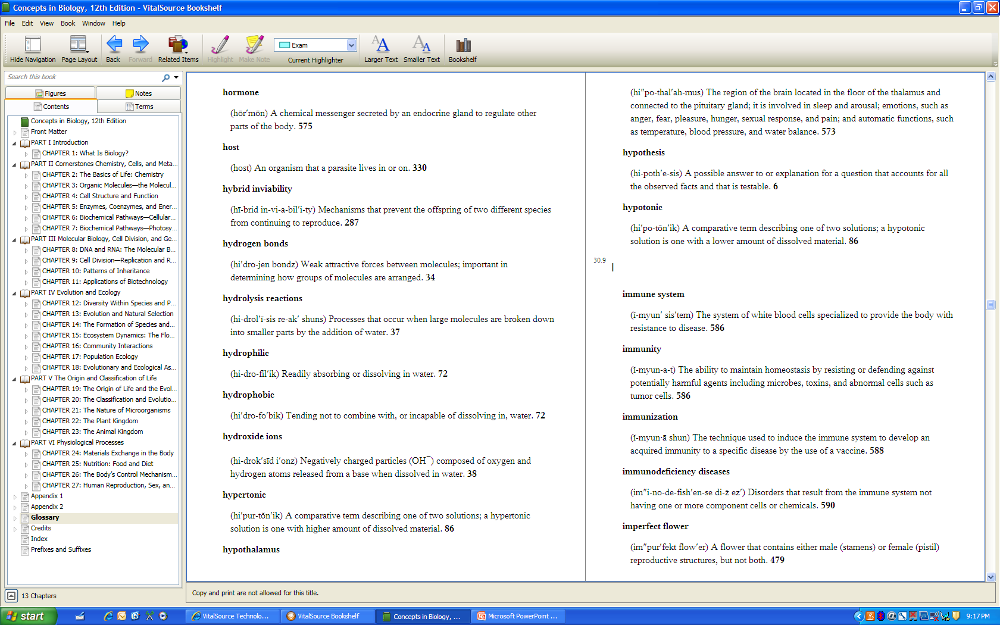 Concepts in Biology, 12th Edition - VitalSource Bookshelf
File Edit View Book Window Help
Hide Navigation Page Layout Back Forward Related Items Highlight Make Note Exam Current Highlighter Larger Text Smaller Text Bookshelf
Search this book
Figures Notes
Contents Terms
Concepts in Biology, 12th Edition
Front Matter
PART I Introduction
CHAPTER 1: What Is Biology?
PART II Cornerstones Chemistry, Cells, and Meta...
CHAPTER 2: The Basics of Life: Chemistry
CHAPTER 3: Organic Molecules—the Molecul...
CHAPTER 4: Cell Structure and Function
CHAPTER 5: Enzymes, Coenzymes, and Ener...
CHAPTER 6: Biochemical Pathways—Cellular...
CHAPTER 7: Biochemical Pathways—Photosy...
PART III Molecular Biology, Cell Division, and Ge...
CHAPTER 8: DNA and RNA: The Molecular B...
CHAPTER 9: Cell Division—Replication and R...
CHAPTER 10: Patterns of Inheritance
CHAPTER 11: Applications of Biotechnology
PART IV Evolution and Ecology
CHAPTER 12: Diversity Within Species and P...
CHAPTER 13: Evolution and Natural Selection
CHAPTER 14: The Formation of Species and...
CHAPTER 15: Ecosystem Dynamics: The Flo...
CHAPTER 16: Community Interactions
CHAPTER 17: Population Ecology
CHAPTER 18: Evolutionary and Ecological As...
PART V The Origin and Classification of Life
CHAPTER 19: The Origin of Life and the Evol...
CHAPTER 20: The Classification and Evolutio...
CHAPTER 21: The Nature of Microorganisms
CHAPTER 22: The Plant Kingdom
CHAPTER 23: The Animal Kingdom
PART VI Physiological Processes
CHAPTER 24: Materials Exchange in the Body
CHAPTER 25: Nutrition: Food and Diet
CHAPTER 26: The Body's Control Mechanism...
CHAPTER 27: Human Reproduction, Sex, an...
Appendix 1
Appendix 2
Glossary
Credits
Index
Prefixes and Suffixes
13 Chapters
hormone
(hōr′mōn) A chemical messenger secreted by an endocrine gland to regulate other
parts of the body. 575
host
(host) An organism that a parasite lives in or on. 330
hybrid inviability
(hī-brid in-vi-a-bil′i-ty) Mechanisms that prevent the offspring of two different species
from continuing to reproduce. 287
hydrogen bonds
(hi′dro-jen bondz) Weak attractive forces between molecules; important in
determining how groups of molecules are arranged. 34
hydrolysis reactions
(hi-drol′ĭ-sis re-ak′ shuns) Processes that occur when large molecules are broken down
into smaller parts by the addition of water. 37
hydrophilic
(hi-dro-fil′ik) Readily absorbing or dissolving in water. 72
hydrophobic
(hi′dro-fo′bik) Tending not to combine with, or incapable of dissolving in, water. 72
hydroxide ions
(hi-drok′sīd i′onz) Negatively charged particles (OH⁻) composed of oxygen and
hydrogen atoms released from a base when dissolved in water. 38
hypertonic
(hi′pur-tŏn′ik) A comparative term describing one of two solutions; a hypertonic
solution is one with higher amount of dissolved material. 86
hypothalamus
(hi″po-thal′ah-mus) The region of the brain located in the floor of the thalamus and
connected to the pituitary gland; it is involved in sleep and arousal; emotions, such as
anger, fear, pleasure, hunger, sexual response, and pain; and automatic functions, such
as temperature, blood pressure, and water balance. 573
hypothesis
(hi-poth′e-sis) A possible answer to or explanation for a question that accounts for all
the observed facts and that is testable. 6
hypotonic
(hi′po-tŏn′ik) A comparative term describing one of two solutions; a hypotonic
solution is one with a lower amount of dissolved material. 86
30.9
immune system
(ĭ-myun′ sis′tem) The system of white blood cells specialized to provide the body with
resistance to disease. 586
immunity
(ĭ-myun-a-t) The ability to maintain homeostasis by resisting or defending against
potentially harmful agents including microbes, toxins, and abnormal cells such as
tumor cells. 586
immunization
(ĭ-myun·ā shun) The technique used to induce the immune system to develop an
acquired immunity to a specific disease by the use of a vaccine. 588
immunodeficiency diseases
(im″i-no-de-fish′en-se di-z̄ ez′) Disorders that result from the immune system not
having one or more component cells or chemicals. 590
imperfect flower
(im″pur′fekt flow′er) A flower that contains either male (stamens) or female (pistil)
reproductive structures, but not both. 479
Copy and print are not allowed for this title.
start VitalSource Technolo... VitalSource Bookshelf Concepts in Biology, ... Microsoft PowerPoint ... 9:17 PM